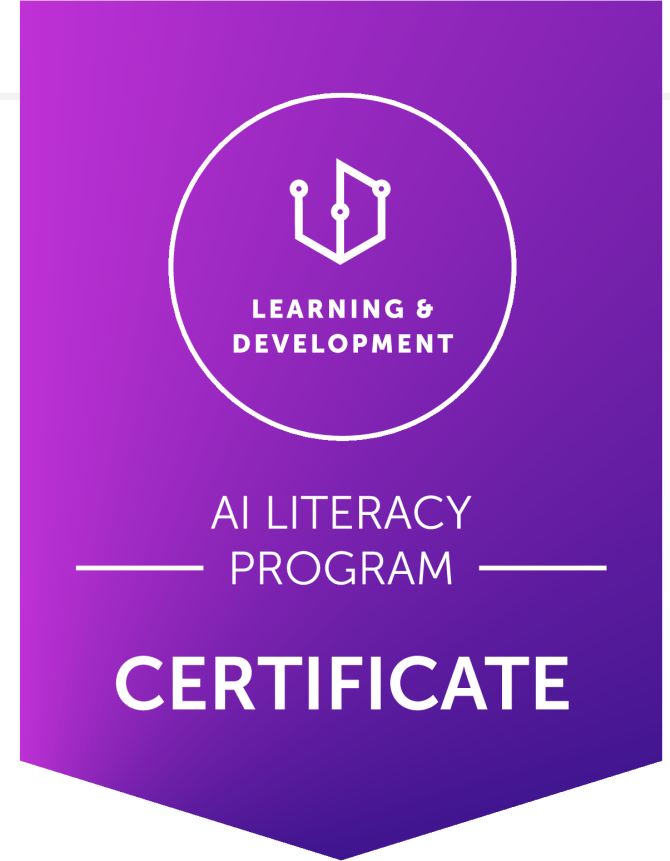 LEARNING &
DEVELOPMENT
AI LITERACY
PROGRAM
CERTIFICATE